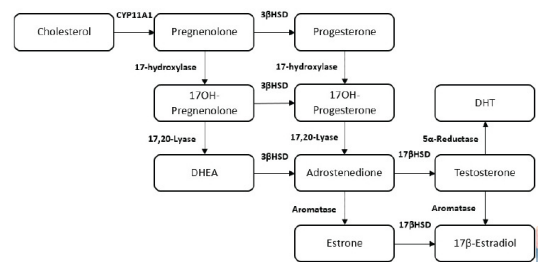 CYP11A1
3βHSD
Cholesterol
Pregnenolone
Progesterone
17-hydroxylase
17-hydroxylase
3βHSD
17OH-
Pregnenolone
17OH-
Progesterone
DHT
17,20-Lyase
17,20-Lyase
5α-Reductase
3βHSD
17βHSD
DHEA
Adrostenedione
Testosterone
Aromatase
Aromatase
17βHSD
Estrone
17β-Estradiol